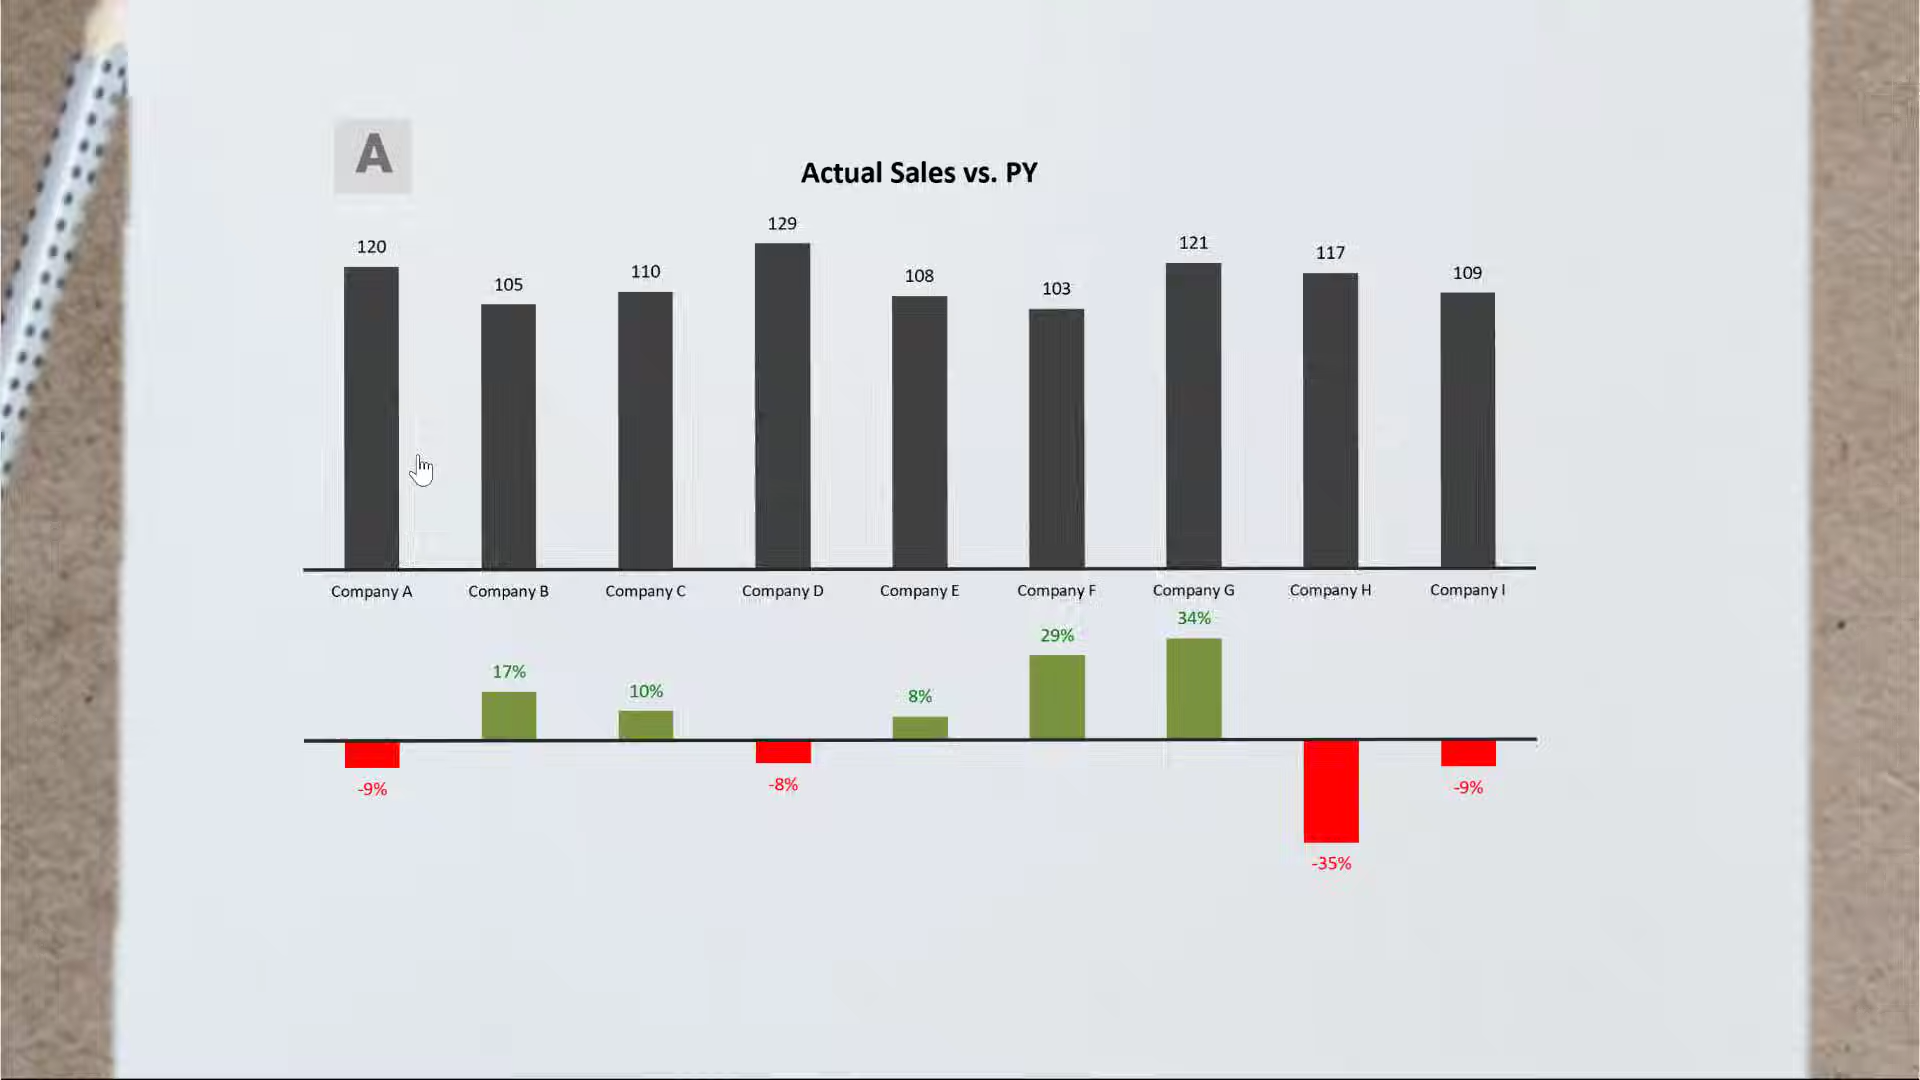 A
Actual Sales vs. PY
120
105
110
129
108
103
121
117
109
Company A
Company B
Company C
Company D
Company E
Company F
Company G
Company H
Company I
-9%
17%
10%
-8%
8%
29%
34%
-35%
-9%